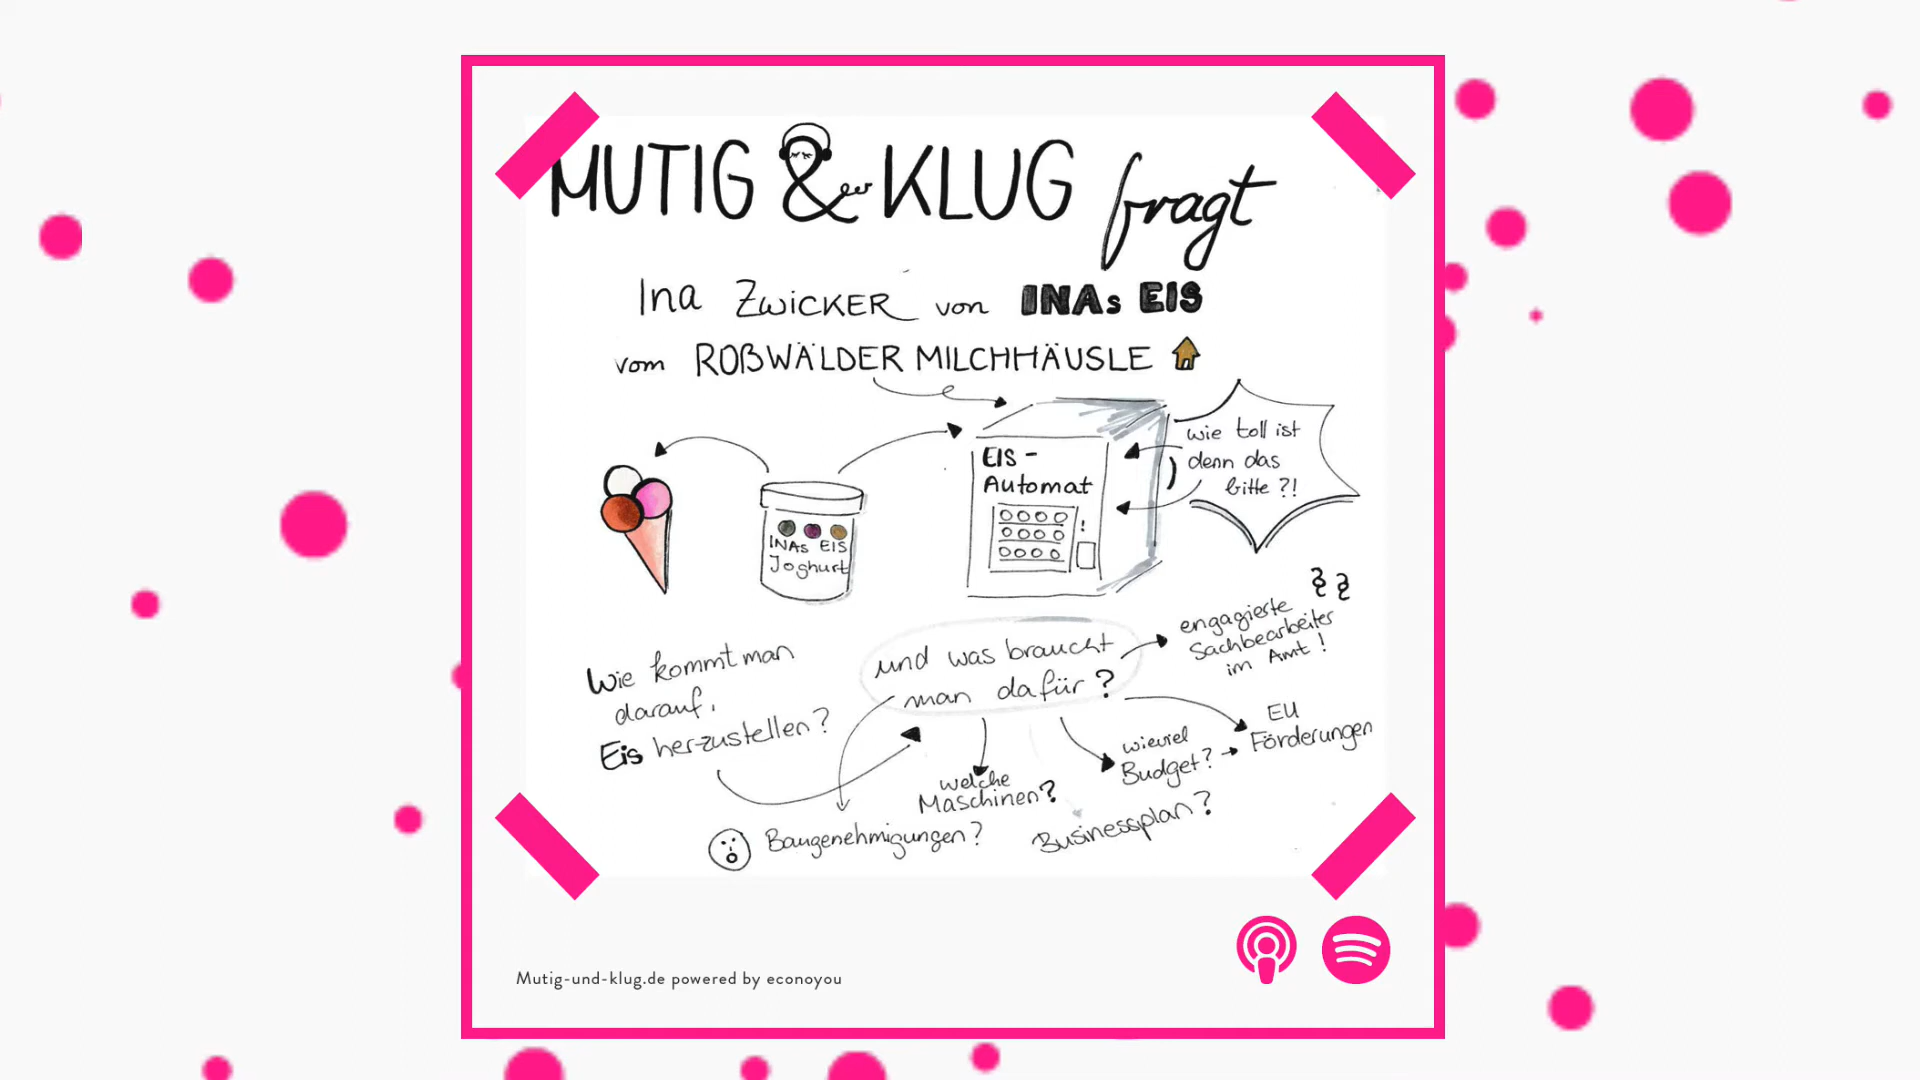 MUTIG & KLUG fragt
Ina ZWICKER von INAs EIS
vom ROßWÄLDER MILCHHÄUSLE
EIS -
Automat
!
wie toll ist
denn das
bitte ?!
INAs EIS
Joghurt
Wie kommt man
darauf,
Eis herzustellen?
und was braucht
man dafür?
engagierte
Sachbearbeiter
im Amt!
EU
Förderungen
wieviel
Budget?
welche
Maschinen?
Businessplan?
Baugenehmigungen?
Mutig-und-klug.de powered by econoyou